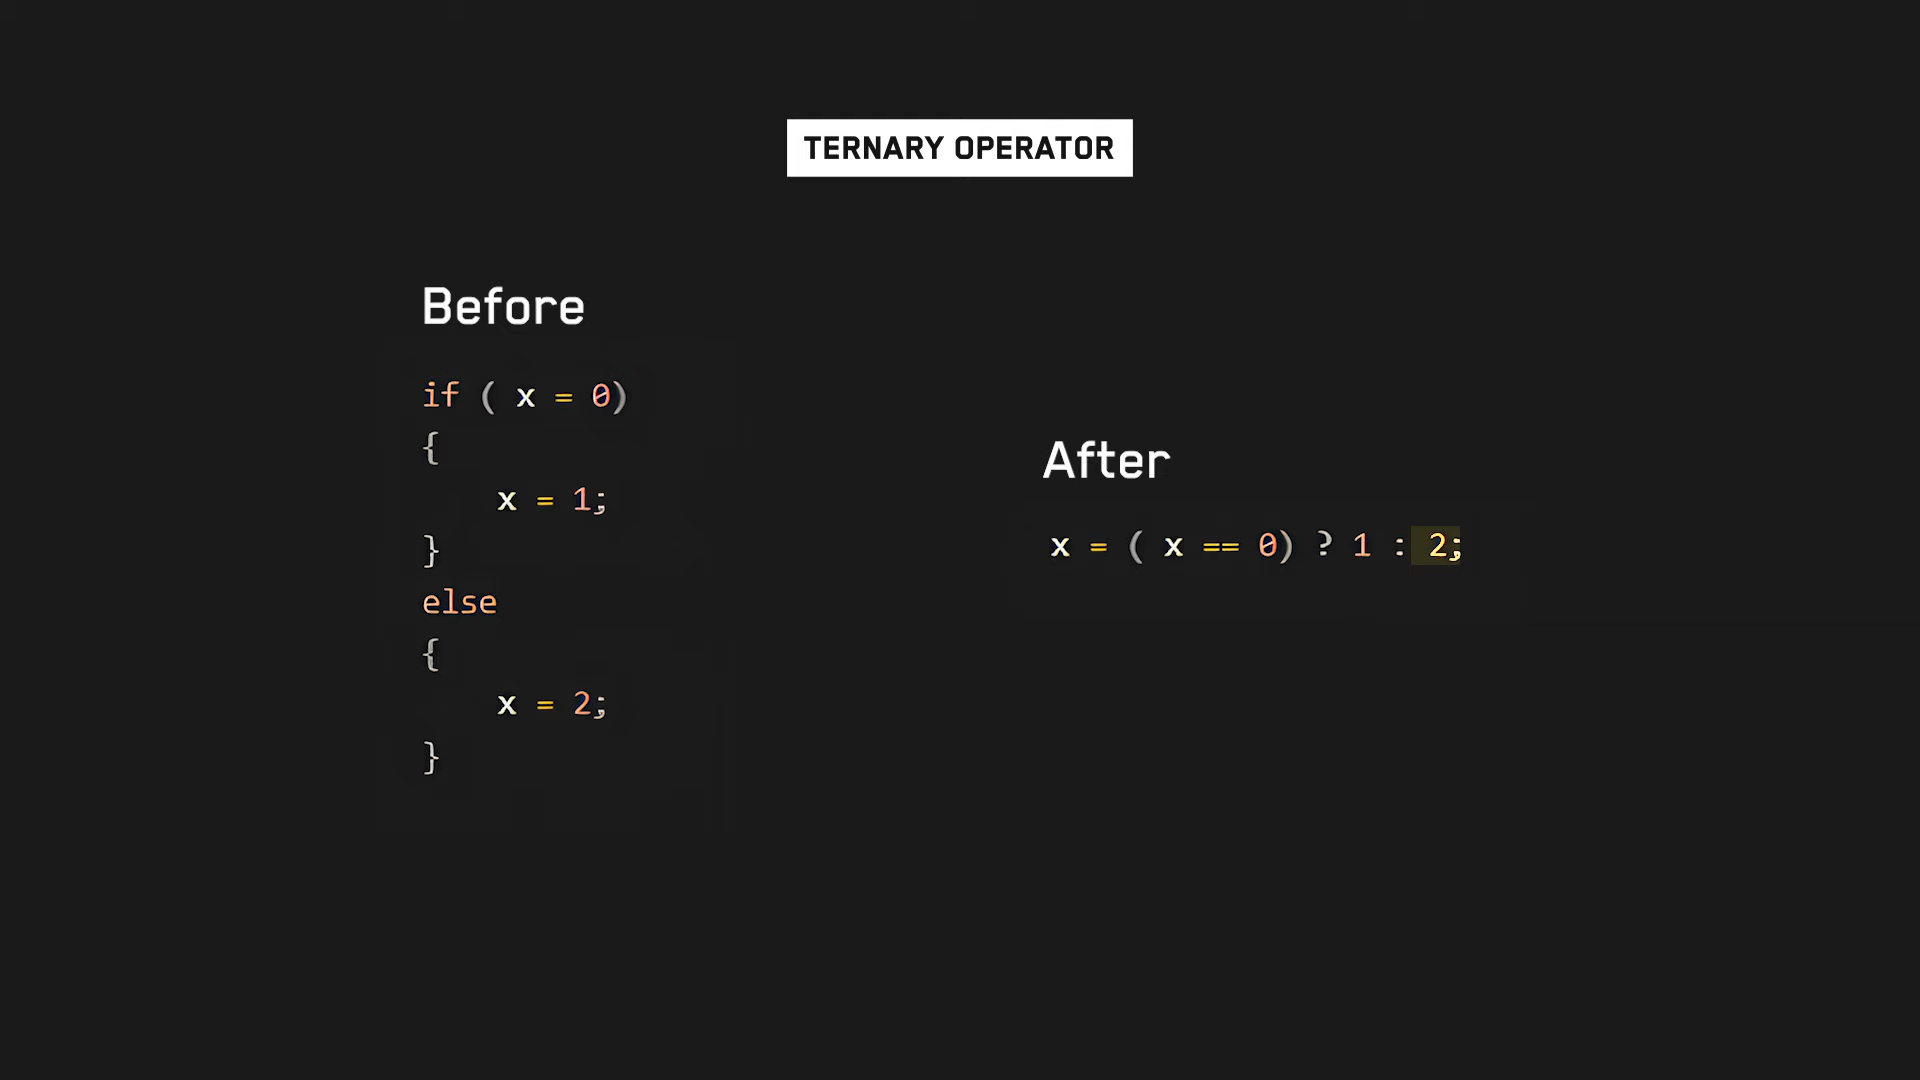 TERNARY OPERATOR
Before
if ( x = 0)
{
x = 1;
}
else
{
x = 2;
}
After
x = ( x == 0) ? 1 : 2;